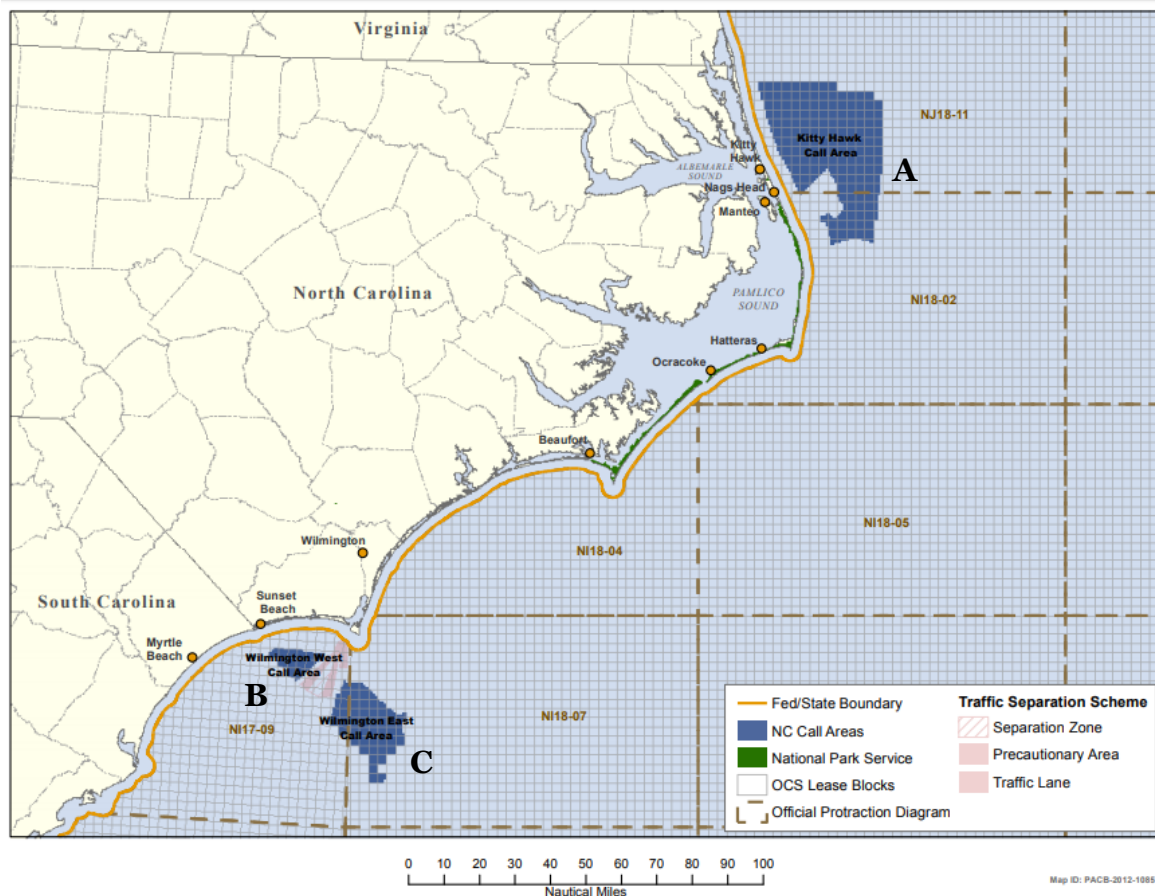 Virginia
NJ18-11
Kitty Hawk
Call Area
Kitty
Hawk
ALBEMARLE
SOUND
A
Nags Head
Manteo
North Carolina
PAMLICO
SOUND
NI18-02
Hatteras
Ocracoke
Beaufort
NI18-05
Wilmington
NI18-04
South Carolina
Sunset
Beach
Myrtle
Beach
Wilmington West
Call Area
B
NI17-09
Wilmington East
Call Area
NI18-07
C
Fed/State Boundary
NC Call Areas
National Park Service
OCS Lease Blocks
Official Protraction Diagram
Traffic Separation Scheme
Separation Zone
Precautionary Area
Traffic Lane
0 10 20 30 40 50 60 70 80 90 100
Nautical Miles
Map ID: PACB-2012-1085